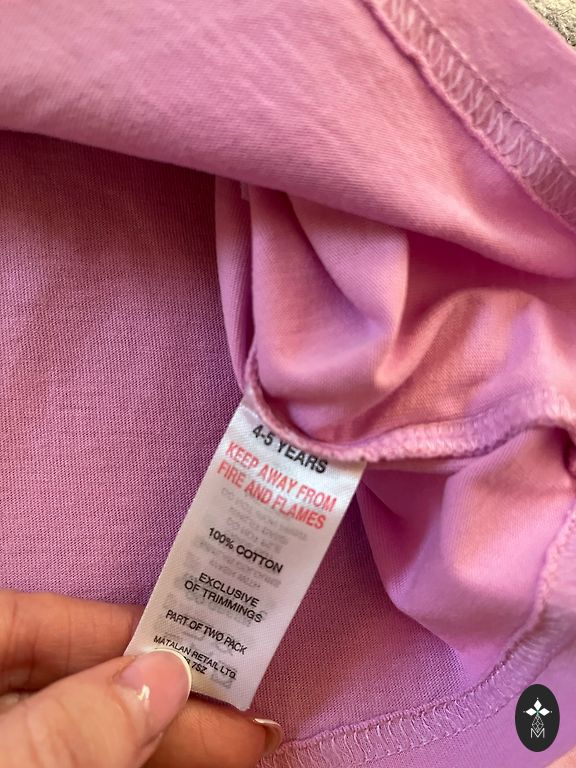 4-5 YEARS
KEEP AWAY FROM
FIRE AND FLAMES
100% COTTON
EXCLUSIVE
OF TRIMMINGS
PART OF TWO PACK
MATALAN RETAIL LTD.
7SZ